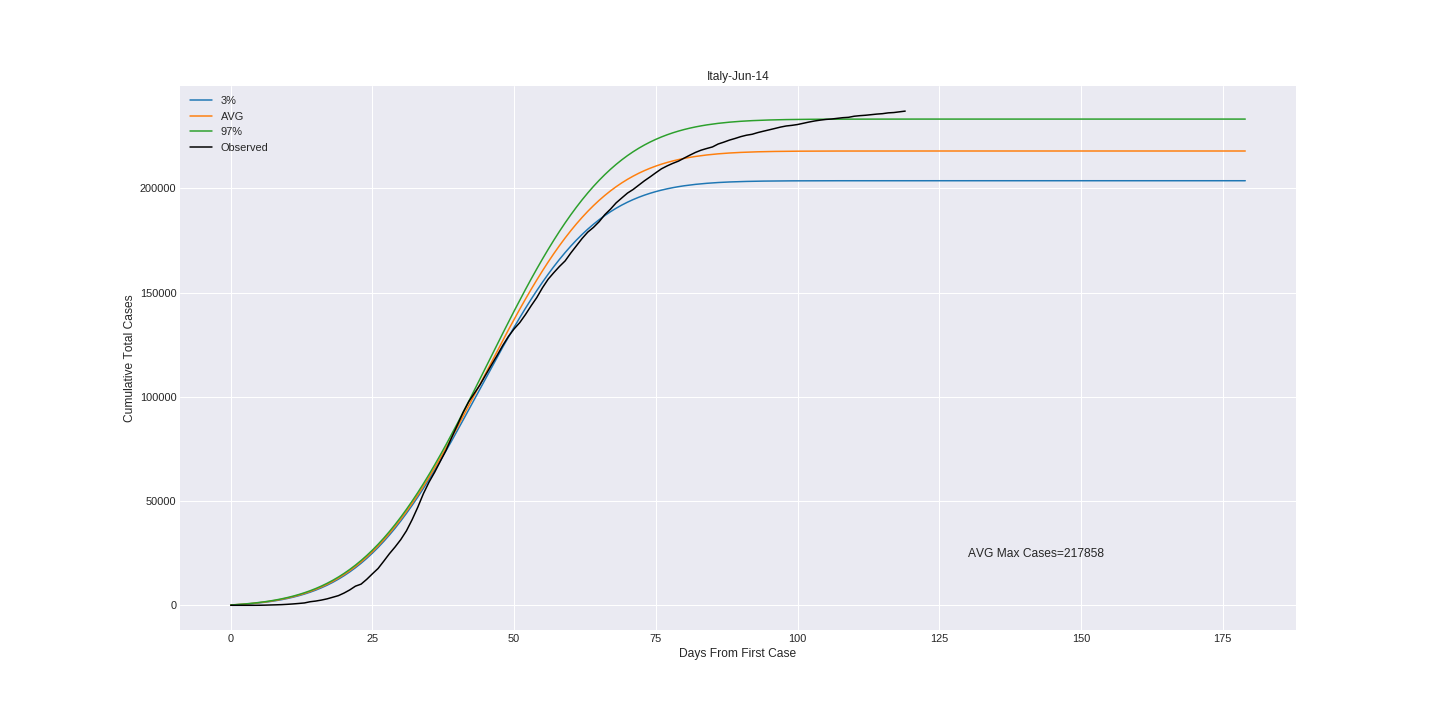 Italy-Jun-14
3%
AVG
97%
Observed
Cumulative Total Cases
200000
150000
100000
50000
0
AVG Max Cases=217858
0 25 50 75 100 125 150 175
Days From First Case